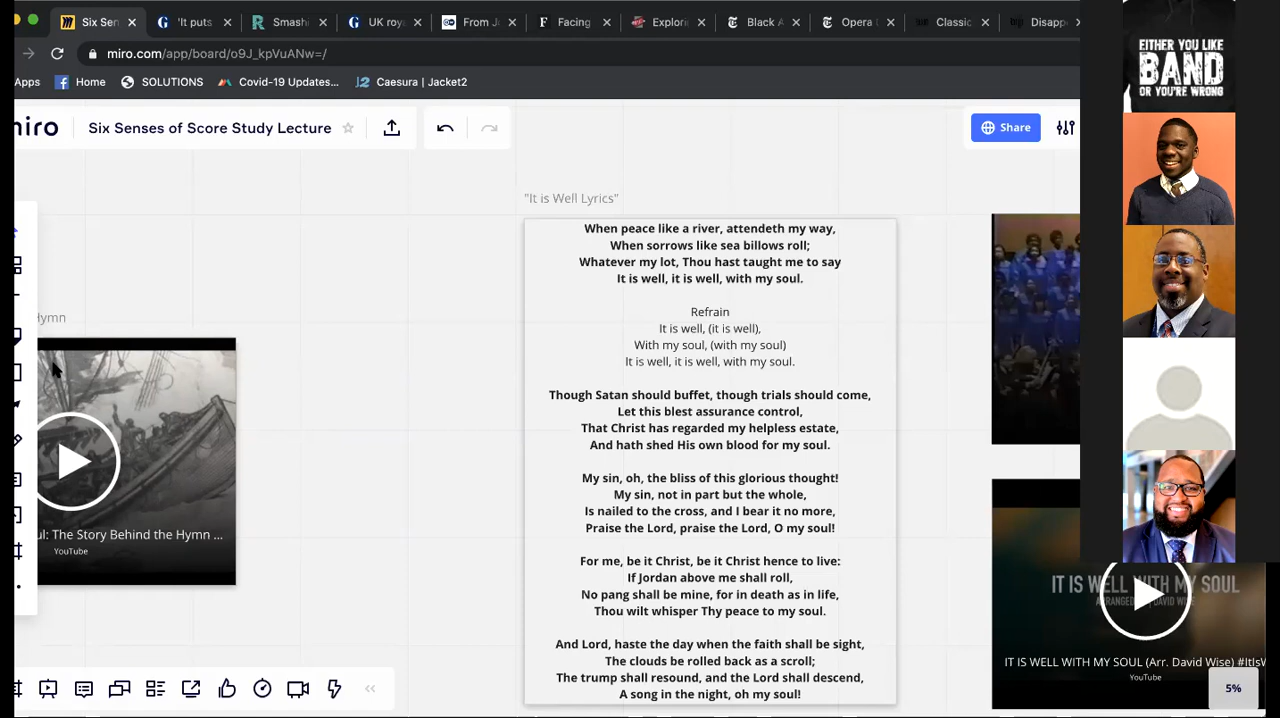 Six Sen
'It puts
Smashi
UK roy
From J
Facing
Explori
Black A
Opera
Classic
Disapp
miro.com/app/board/o9J_kpVuANw=/
Apps
Home
SOLUTIONS
Covid-19 Updates...
Caesura | Jacket2
miro
Six Senses of Score Study Lecture
Share
EITHER YOU LIKE
BAND
OR YOU'RE WRONG
"It is Well Lyrics"
When peace like a river, attendeth my way,
When sorrows like sea billows roll;
Whatever my lot, Thou hast taught me to say
It is well, it is well, with my soul.
Refrain
It is well, (it is well),
With my soul, (with my soul)
It is well, it is well, with my soul.
Though Satan should buffet, though trials should come,
Let this blest assurance control,
That Christ has regarded my helpless estate,
And hath shed His own blood for my soul.
My sin, oh, the bliss of this glorious thought!
My sin, not in part but the whole,
Is nailed to the cross, and I bear it no more,
Praise the Lord, praise the Lord, O my soul!
For me, be it Christ, be it Christ hence to live:
If Jordan above me shall roll,
No pang shall be mine, for in death as in life,
Thou wilt whisper Thy peace to my soul.
And Lord, haste the day when the faith shall be sight,
The clouds be rolled back as a scroll;
The trump shall resound, and the Lord shall descend,
A song in the night, oh my soul!
Hymn
ul: The Story Behind the Hymn ...
YouTube
IT IS WELL WITH MY SOUL
ARRANGED DAVID WISE
IT IS WELL WITH MY SOUL (Arr. David Wise) #ItIsW
YouTube
5%